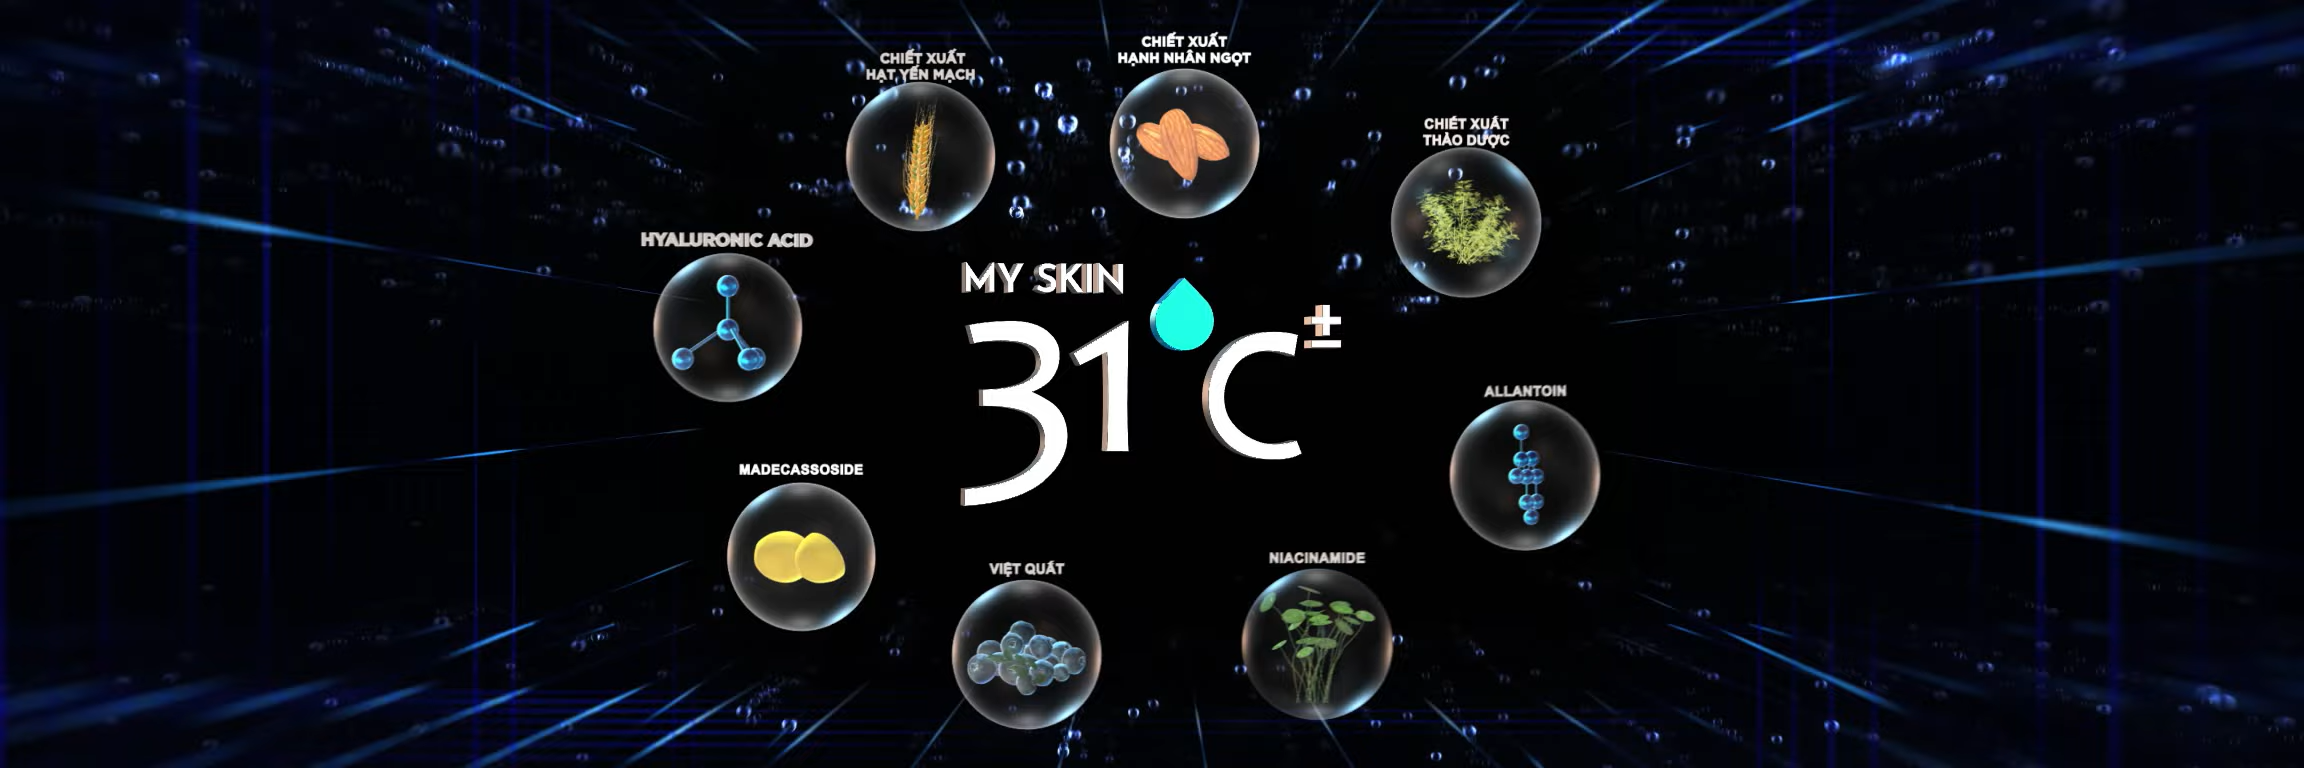 CHIẾT XUẤT
HẠT YẾN MẠCH
CHIẾT XUẤT
HẠNH NHÂN NGỌT
CHIẾT XUẤT
THẢO DƯỢC
HYALURONIC ACID
MY SKIN
31°C±
ALLANTOIN
MADECASSOSIDE
VIỆT QUẤT
NIACINAMIDE